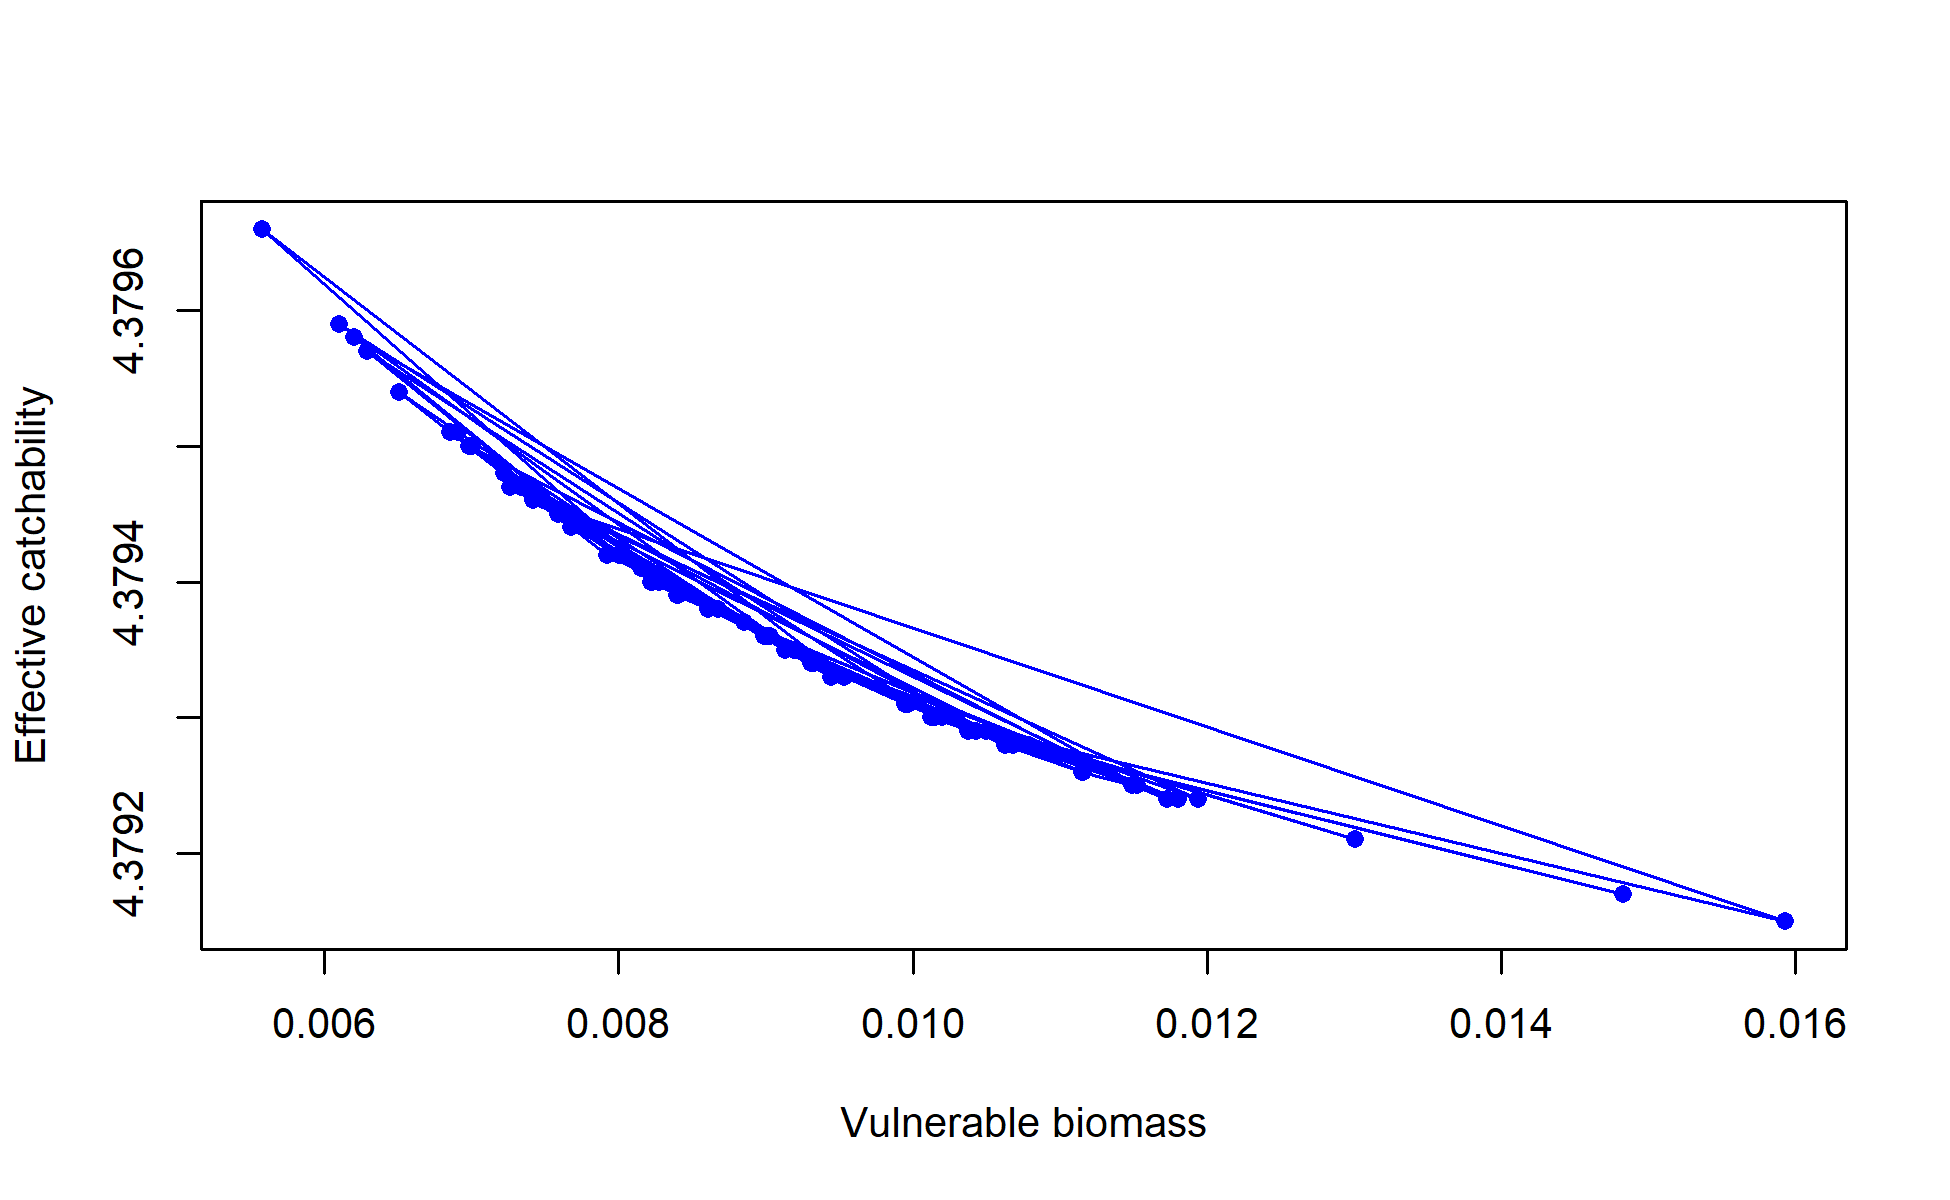 Effective catchability
4.3796
4.3794
4.3792
0.006 0.008 0.010 0.012 0.014 0.016
Vulnerable biomass